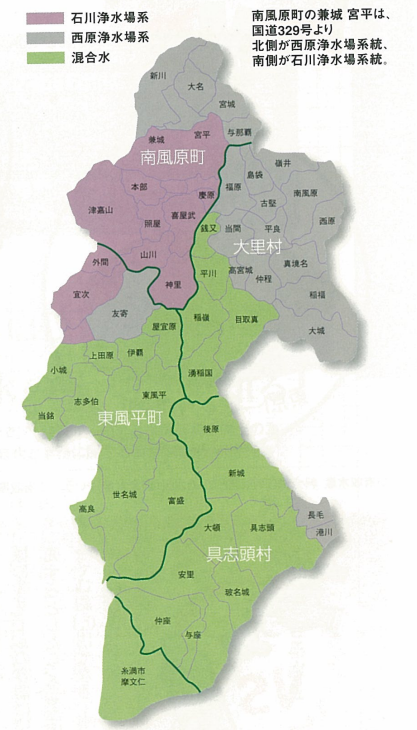 石川浄水場系
西原浄水場系
混合水
南風原町の兼城 宮平は、
国道329号より
北側が西原浄水場系統、
南側が石川浄水場系統。
新川
大名
宮城
兼城
宮平
与那覇
南風原町
嶺井
島袋
本部
慶原
福原
南風原
古堅
津嘉山
照屋
喜屋武
西原
銭又
当間
平良
大里村
山川
外間
真境名
平川
高宮城
仲程
神里
宜次
稲福
友寄
稲嶺
目取真
屋宜原
大城
伊覇
上田原
小城
湧稲国
東風平
志多伯
当銘
東風平町
後原
新城
世名城
富盛
高良
長毛
大頓
具志頭
港川
具志頭村
安里
玻名城
仲座
与座
糸満市
摩文仁